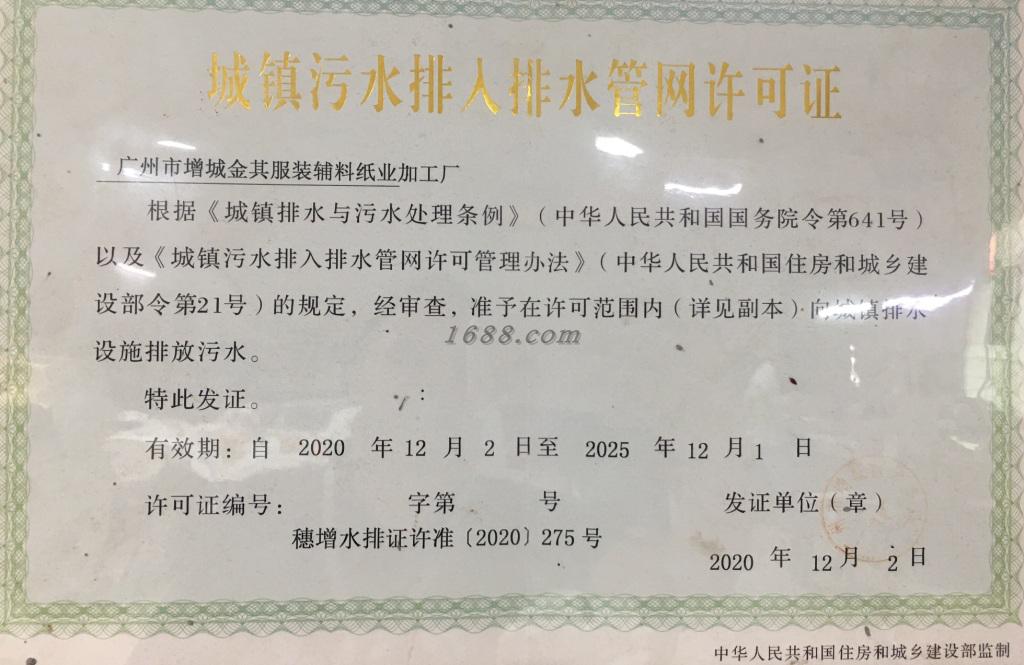 城镇污水排入排水管网许可证
广州市增城金其服装辅料纸业加工厂
根据《城镇排水与污水处理条例》（中华人民共和国国务院令第641号）
以及《城镇污水排入排水管网许可管理办法》（中华人民共和国住房和城乡建
设部令第21号）的规定，经审查，准予在许可范围内（详见副本）向城镇排水
1688.com
设施排放污水。
特此发证。
有效期：自 2020 年 12 月 2 日至 2025 年 12 月 1 日
许可证编号： 字第 号 发证单位（章）
穗增水排证许准〔2020〕275号
2020 年 12月 2日
中华人民共和国住房和城乡建设部监制